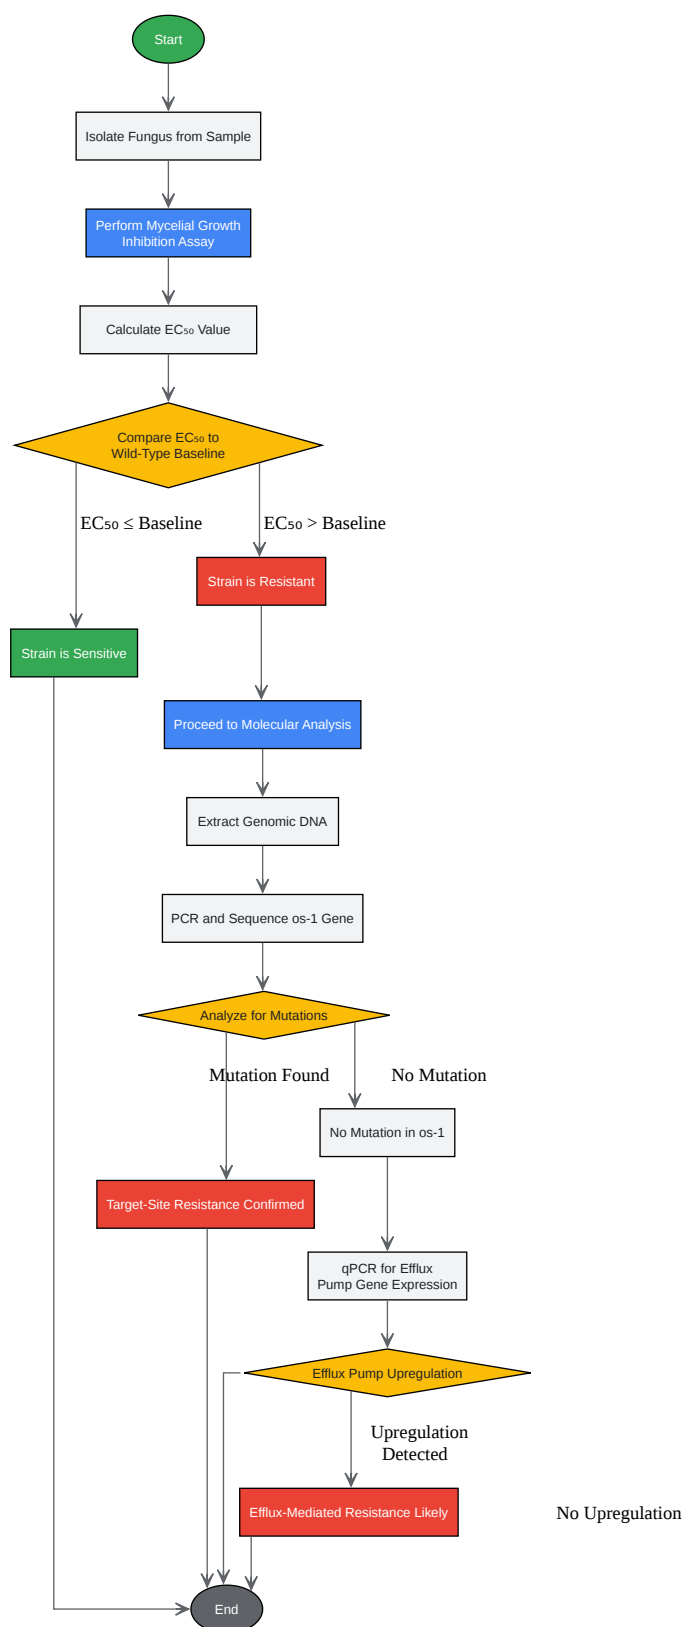 Start
Isolate Fungus from Sample
Perform Mycelial Growth
Inhibition Assay
Calculate EC₅₀ Value
Compare EC₅₀ to
Wild-Type Baseline
EC₅₀ ≤ Baseline
EC₅₀ > Baseline
Strain is Resistant
Strain is Sensitive
Proceed to Molecular Analysis
Extract Genomic DNA
PCR and Sequence os-1 Gene
Analyze for Mutations
Mutation Found
No Mutation
No Mutation in os-1
Target-Site Resistance Confirmed
qPCR for Efflux
Pump Gene Expression
Efflux Pump Upregulation
Upregulation
Detected
Efflux-Mediated Resistance Likely
No Upregulation
End